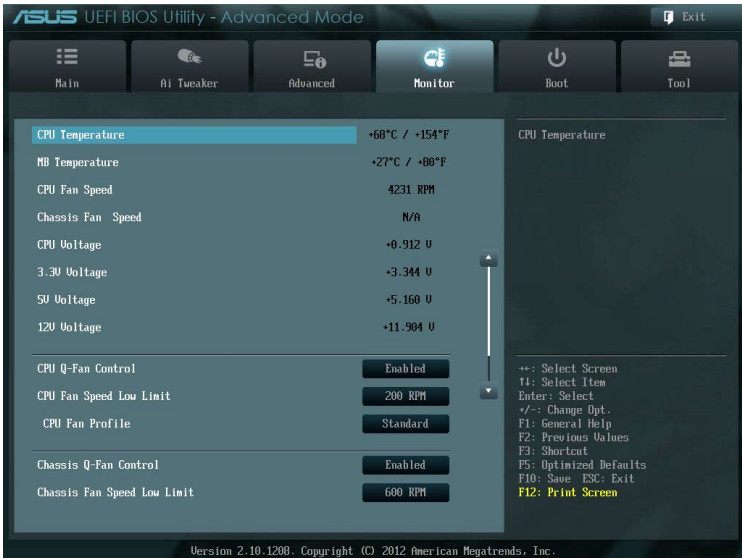 ASUS UEFI BIOS Utility - Advanced Mode
Exit
Main
Ai Tweaker
Advanced
Monitor
Boot
Tool
CPU Temperature +68°C / +154°F
MB Temperature +27°C / +80°F
CPU Fan Speed 4231 RPM
Chassis Fan Speed N/A
CPU Voltage +0.912 V
3.3V Voltage +3.344 V
5V Voltage +5.160 V
12V Voltage +11.904 V
CPU Q-Fan Control Enabled
CPU Fan Speed Low Limit 200 RPM
CPU Fan Profile Standard
Chassis Q-Fan Control Enabled
Chassis Fan Speed Low Limit 600 RPM
CPU Temperature
→←: Select Screen
↑↓: Select Item
Enter: Select
+/-: Change Opt.
F1: General Help
F2: Previous Values
F3: Shortcut
F5: Optimized Defaults
F10: Save ESC: Exit
F12: Print Screen
Version 2.10.1208. Copyright (C) 2012 American Megatrends, Inc.